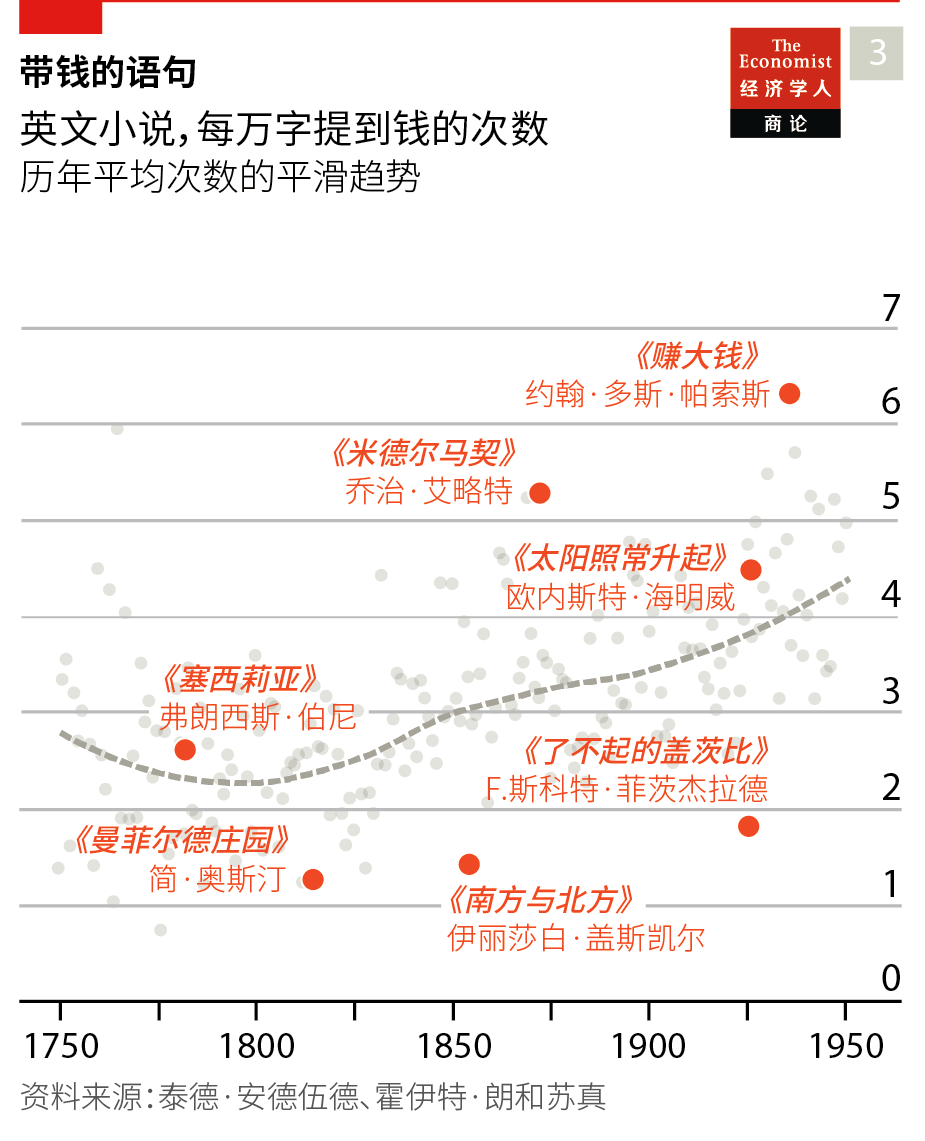 带钱的语句
英文小说，每万字提到钱的次数
历年平均次数的平滑趋势
The
Economist
经济学人
商论
3
7
《赚大钱》
约翰·多斯·帕索斯
6
《米德尔马契》
乔治·艾略特
5
《太阳照常升起》
欧内斯特·海明威
4
《塞西莉亚》
弗朗西斯·伯尼
3
《了不起的盖茨比》
F.斯科特·菲茨杰拉德
2
《曼菲尔德庄园》
简·奥斯汀
1
《南方与北方》
伊丽莎白·盖斯凯尔
0
1750 1800 1850 1900 1950
资料来源：泰德·安德伍德、霍伊特·朗和苏真